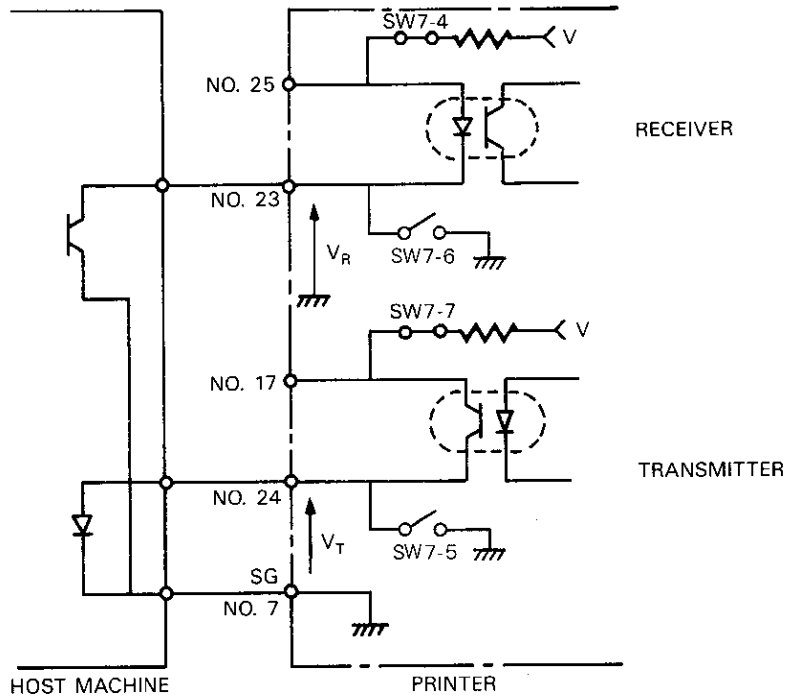 SW7-4
V
NO. 25
RECEIVER
NO. 23
VR
SW7-6
SW7-7
V
NO. 17
TRANSMITTER
NO. 24
VT
SW7-5
SG
NO. 7
HOST MACHINE
PRINTER